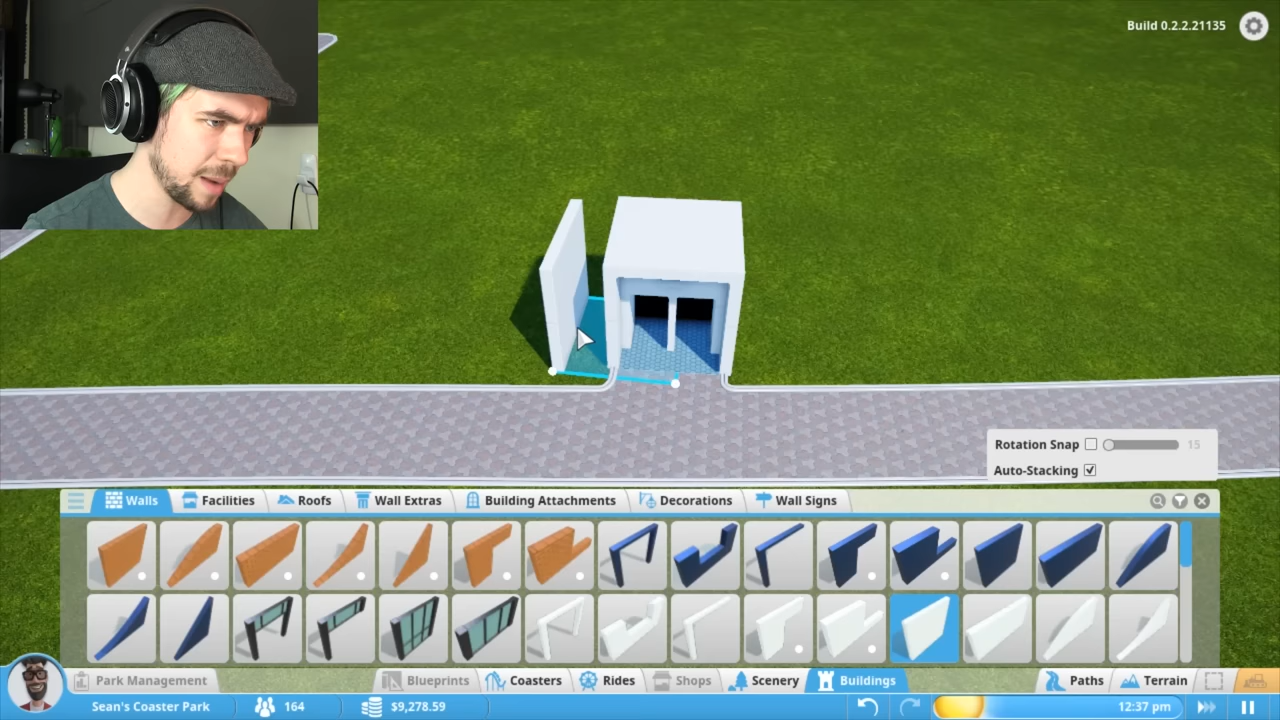 Build 0.2.2.21135
Rotation Snap 15
Auto-Stacking
Walls Facilities Roofs Wall Extras Building Attachments Decorations Wall Signs
Park Management Blueprints Coasters Rides Shops Scenery Buildings Paths Terrain
Sean's Coaster Park 164 $9,278.59 12:37 pm